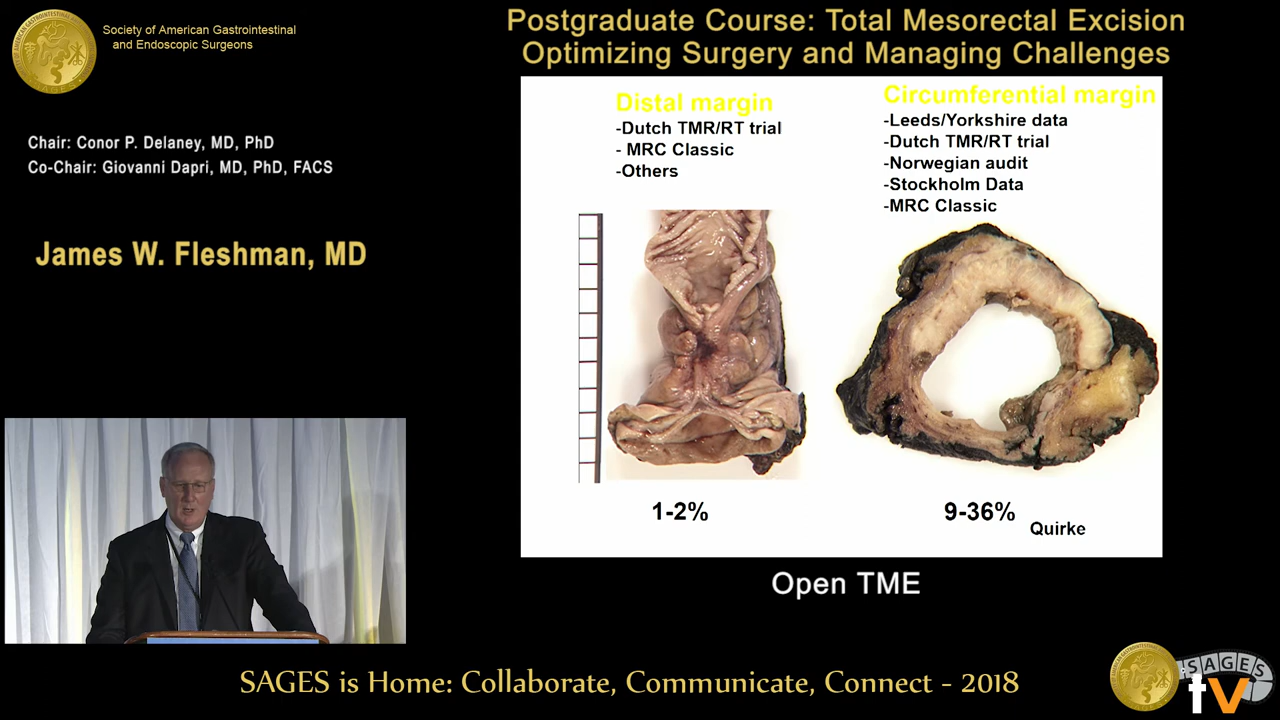 Society of American Gastrointestinal
and Endoscopic Surgeons
Postgraduate Course: Total Mesorectal Excision
Optimizing Surgery and Managing Challenges
Chair: Conor P. Delaney, MD, PhD
Co-Chair: Giovanni Dapri, MD, PhD, FACS
James W. Fleshman, MD
Distal margin
-Dutch TMR/RT trial
- MRC Classic
-Others
Circumferential margin
-Leeds/Yorkshire data
-Dutch TMR/RT trial
-Norwegian audit
-Stockholm Data
-MRC Classic
1-2%
9-36%
Quirke
Open TME
SAGES is Home: Collaborate, Communicate, Connect - 2018
SAGES
tv